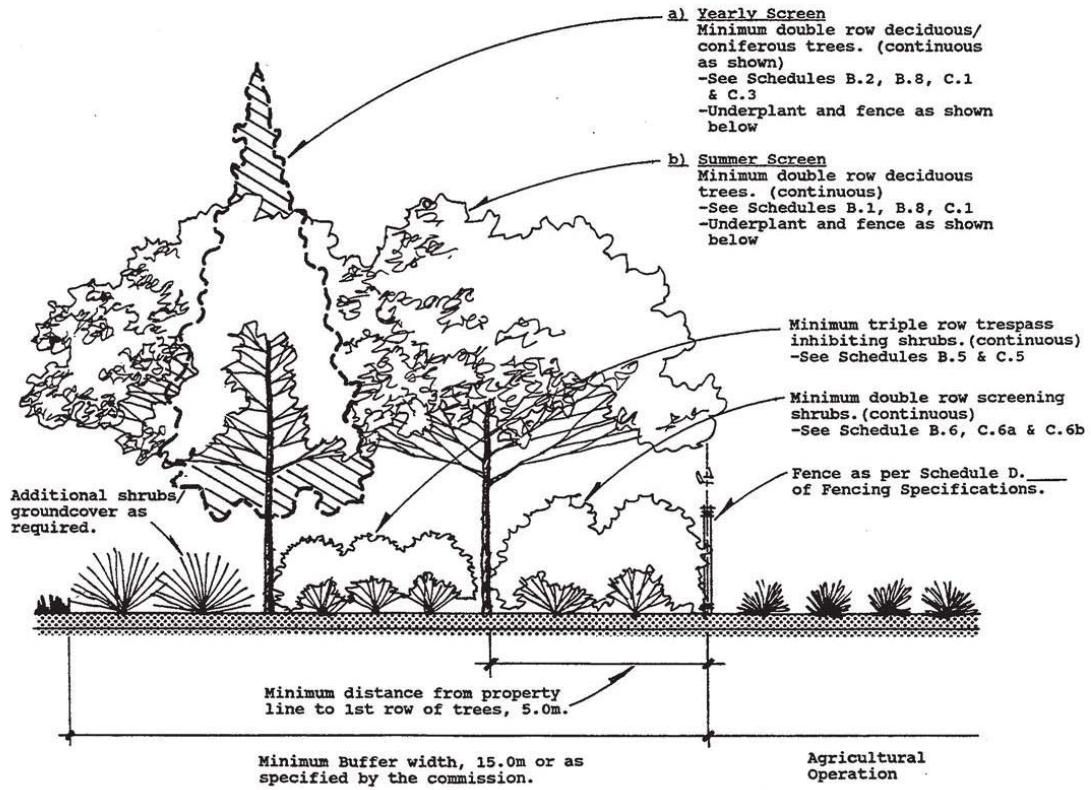 a) Yearly Screen
Minimum double row deciduous/
coniferous trees. (continuous
as shown)
-See Schedules B.2, B.8, C.1
& C.3
-Underplant and fence as shown
below
b) Summer Screen
Minimum double row deciduous
trees. (continuous)
-See Schedules B.1, B.8, C.1
-Underplant and fence as shown
below
Minimum triple row trespass
inhibiting shrubs.(continuous)
-See Schedules B.5 & C.5
Minimum double row screening
shrubs.(continuous)
-See Schedule B.6, C.6a & C.6b
Fence as per Schedule D.____
of Fencing Specifications.
Additional shrubs/
groundcover as
required.
Minimum distance from property
line to 1st row of trees, 5.0m.
Minimum Buffer width, 15.0m or as
specified by the commission.
Agricultural
Operation